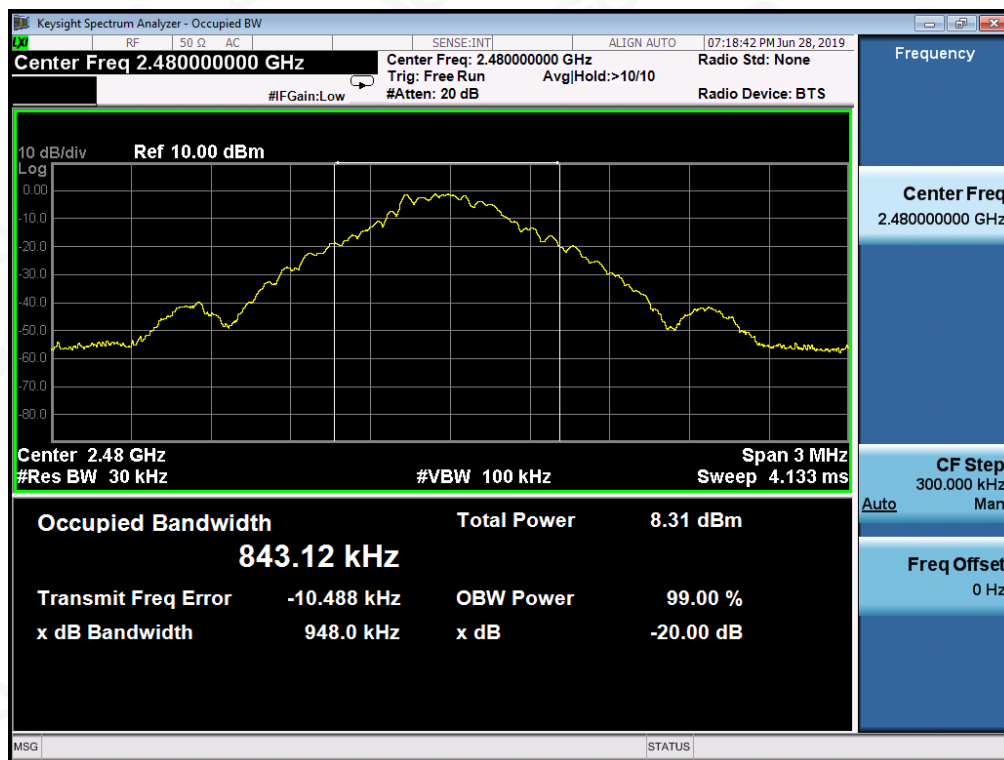 Keysight Spectrum Analyzer - Occupied BW
LXI RF 50 Ω AC SENSE:INT ALIGN AUTO 07:18:42 PM Jun 28, 2019
Center Freq 2.480000000 GHz
Center Freq: 2.480000000 GHz Radio Std: None
Trig: Free Run Avg|Hold:>10/10
#IFGain:Low #Atten: 20 dB Radio Device: BTS
10 dB/div Ref 10.00 dBm
Log
0.00
-10.0
-20.0
-30.0
-40.0
-50.0
-60.0
-70.0
-80.0
Center 2.48 GHz Span 3 MHz
#Res BW 30 kHz #VBW 100 kHz Sweep 4.133 ms
Occupied Bandwidth Total Power 8.31 dBm
843.12 kHz
Transmit Freq Error -10.488 kHz OBW Power 99.00 %
x dB Bandwidth 948.0 kHz x dB -20.00 dB
Frequency
Center Freq
2.480000000 GHz
CF Step
300.000 kHz
Auto Man
Freq Offset
0 Hz
MSG STATUS